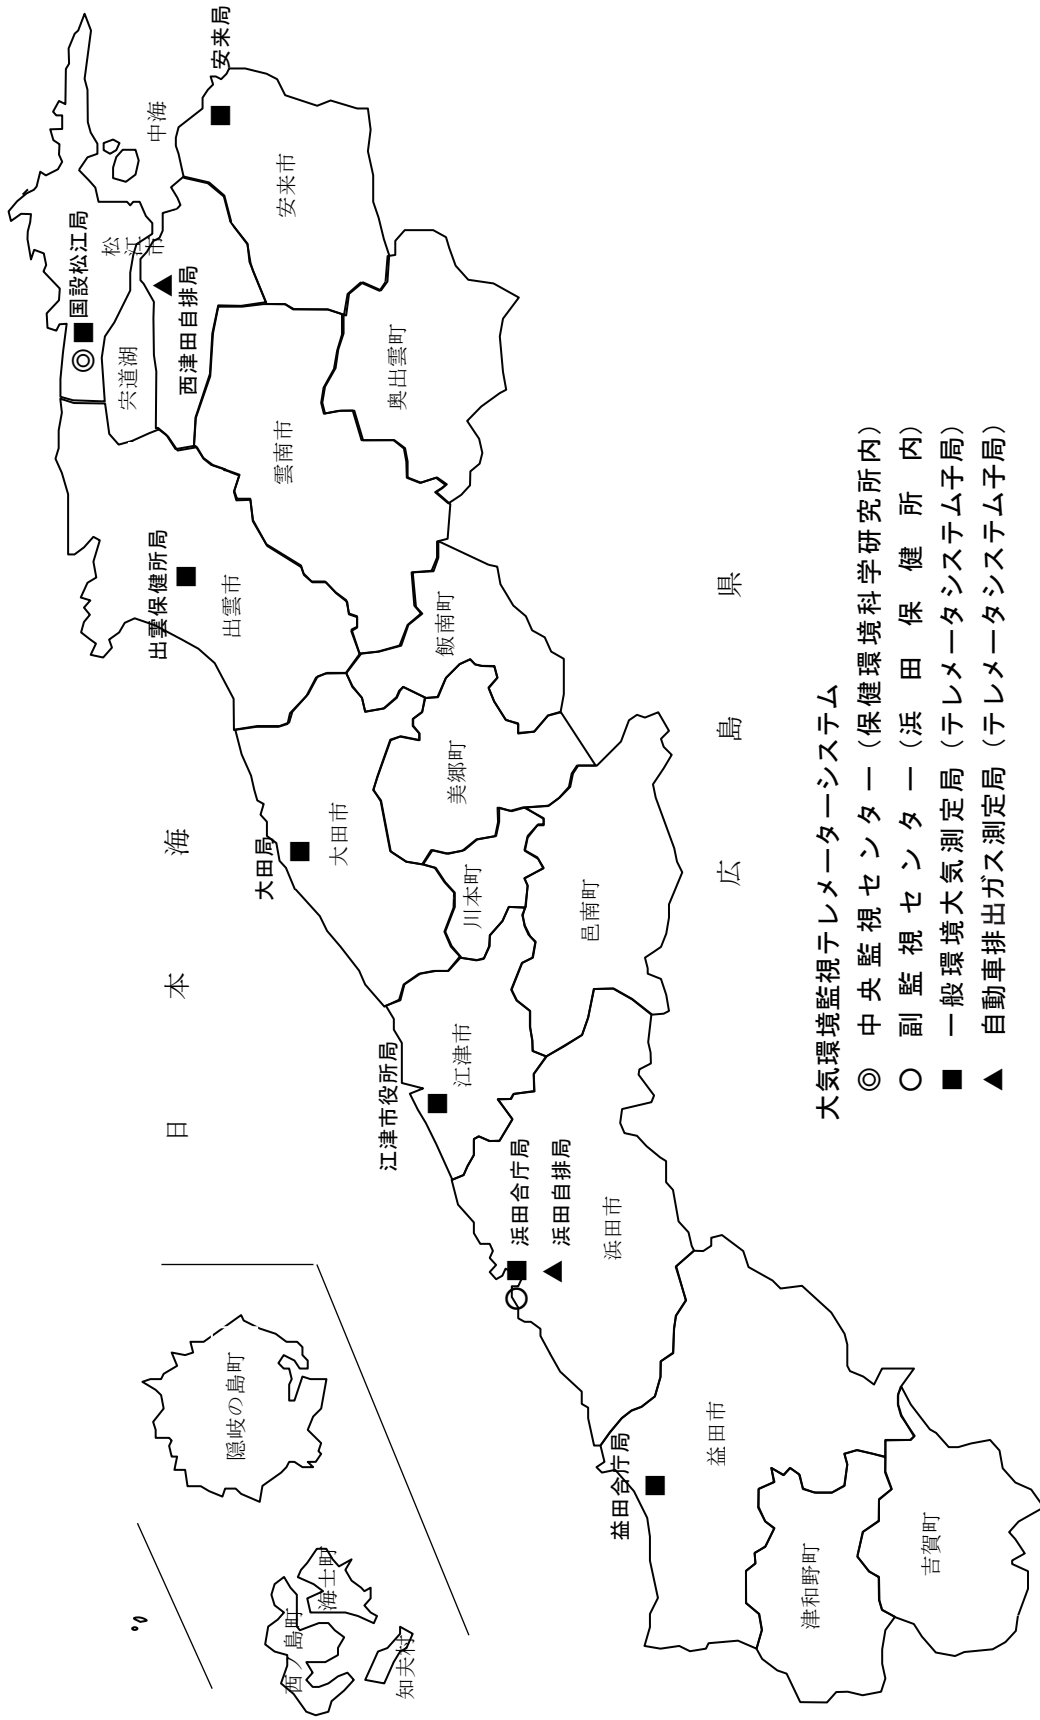 隠岐の島町
西ノ島町
海士町
知夫村
日本海
国設松江局
松江市
中海
宍道湖
西津田自排局
安来局
安来市
出雲保健所局
出雲市
雲南市
奥出雲町
飯南町
大田局
大田市
美郷町
川本町
邑南町
江津市役所局
江津市
浜田合庁局
浜田自排局
浜田市
益田合庁局
益田市
津和野町
吉賀町
広島県
大気環境監視テレメーターシステム
◎ 中央監視センター（保健環境科学研究所内）
○ 副監視センター（浜田保健所内）
■ 一般環境大気測定局（テレメータシステム子局）
▲ 自動車排出ガス測定局（テレメータシステム子局）